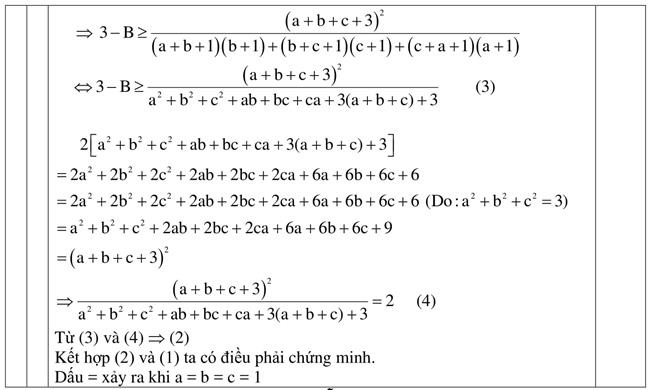 ⇒ 3 − B ≥ (a + b + c + 3)² / ((a + b + 1)(b + 1) + (b + c + 1)(c + 1) + (c + a + 1)(a + 1))
⇔ 3 − B ≥ (a + b + c + 3)² / (a² + b² + c² + ab + bc + ca + 3(a + b + c) + 3) (3)
2[a² + b² + c² + ab + bc + ca + 3(a + b + c) + 3]
= 2a² + 2b² + 2c² + 2ab + 2bc + 2ca + 6a + 6b + 6c + 6
= 2a² + 2b² + 2c² + 2ab + 2bc + 2ca + 6a + 6b + 6c + 6 (Do : a² + b² + c² = 3)
= a² + b² + c² + 2ab + 2bc + 2ca + 6a + 6b + 6c + 9
= (a + b + c + 3)²
⇒ (a + b + c + 3)² / (a² + b² + c² + ab + bc + ca + 3(a + b + c) + 3) = 2 (4)
Từ (3) và (4) ⇒ (2)
Kết hợp (2) và (1) ta có điều phải chứng minh.
Dấu = xảy ra khi a = b = c = 1